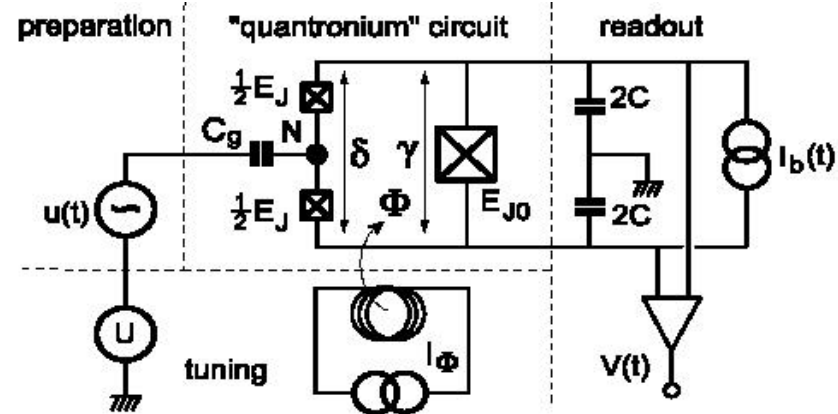 preparation
"quantronium" circuit
readout
½E_J
C_g
N
δ
γ
2C
I_b(t)
u(t)
½E_J
Φ
E_J0
2C
U
tuning
I_Φ
V(t)